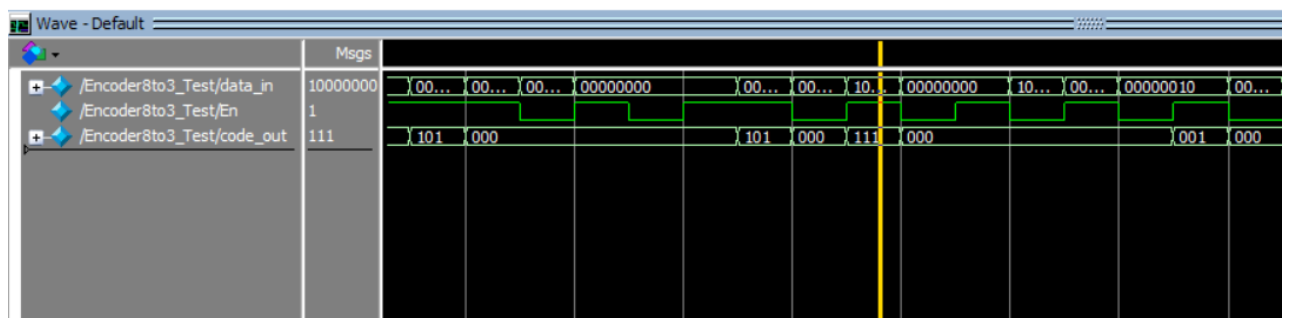 Wave - Default
Msgs
/Encoder8to3_Test/data_in 10000000 00... 00... 00... 00000000 00... 00... 10... 00000000 10... 00... 00000010 00...
/Encoder8to3_Test/En 1
/Encoder8to3_Test/code_out 111 101 000 101 000 111 000 001 000